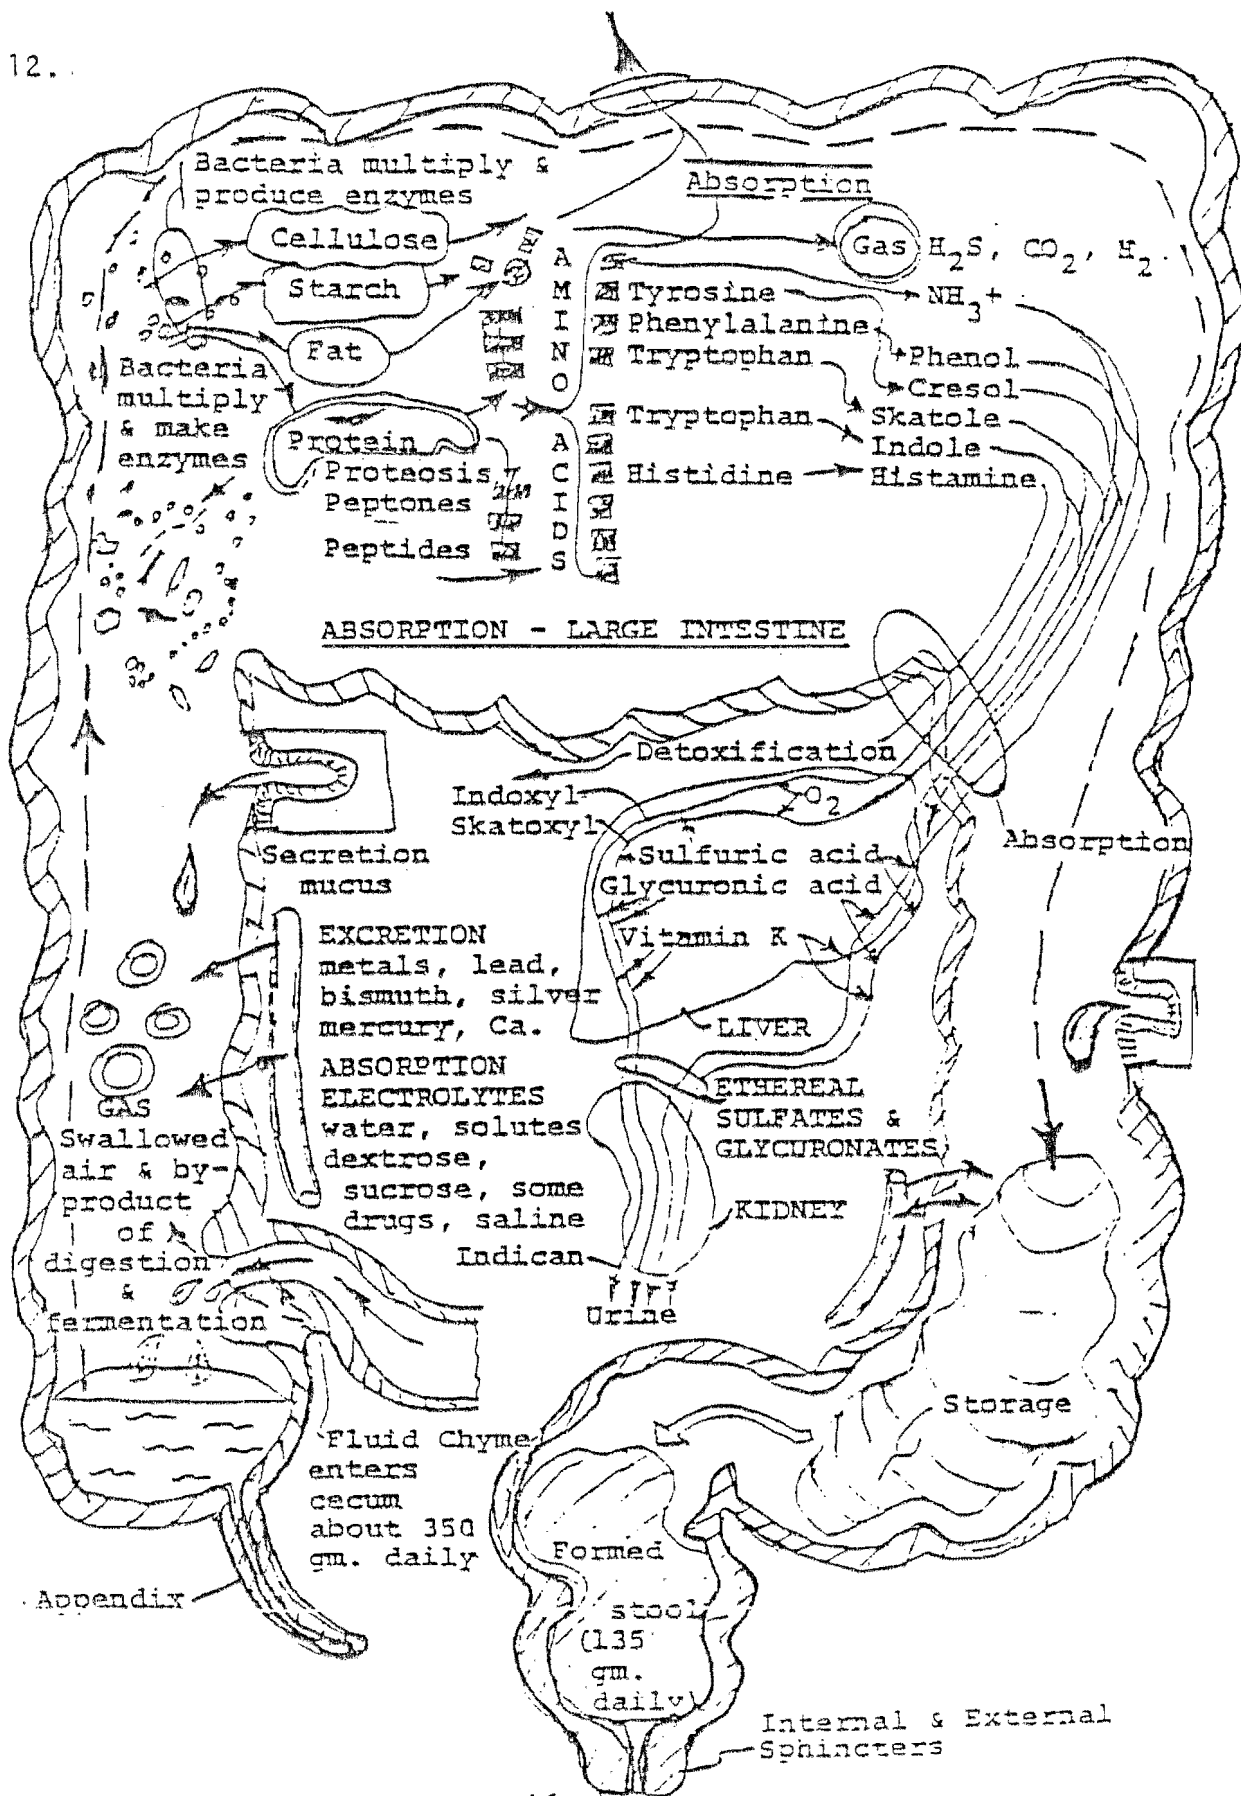 12.
Bacteria multiply &
produce enzymes
Absorption
Cellulose
Starch
Fat
Bacteria
multiply
& make
enzymes
Protein
Proteosis
Peptones
Peptides
AMINO
ACIDS
Gas H2S, CO2, H2.
Tyrosine NH3+
Phenylalanine
Tryptophan Phenol
Cresol
Tryptophan Skatole
Indole
Histidine Histamine
ABSORPTION - LARGE INTESTINE
Detoxification
Indoxyl O2
Skatoxyl
Absorption
Secretion
mucus
Sulfuric acid
Glycuronic acid
Vitamin K
EXCRETION
metals, lead,
bismuth, silver
mercury, Ca.
LIVER
ABSORPTION
ELECTROLYTES
water, solutes
dextrose,
sucrose, some
drugs, saline
ETHEREAL
SULFATES &
GLYCURONATES
KIDNEY
Indican
Urine
GAS
Swallowed
air & by-
product
of
digestion
&
fermentation
Storage
Fluid Chyme
enters
cecum
about 350
gm. daily
Appendix
Formed
stool
(135
gm.
daily)
Internal & External
Sphincters